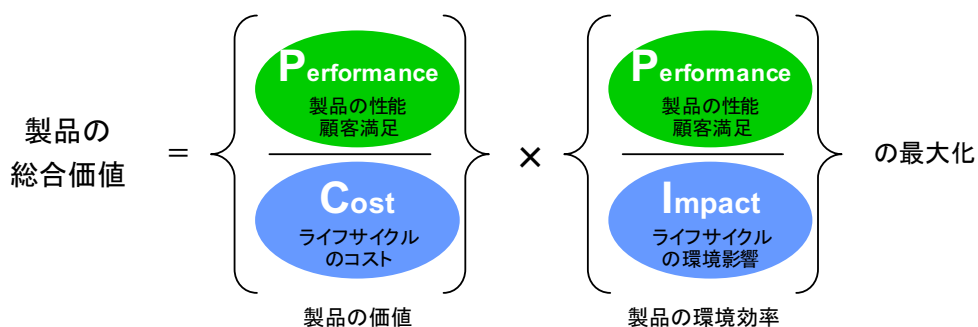 製品の
総合価値
=
Performance
製品の性能
顧客満足
Cost
ライフサイクル
のコスト
製品の価値
×
Performance
製品の性能
顧客満足
Impact
ライフサイクル
の環境影響
製品の環境効率
の最大化